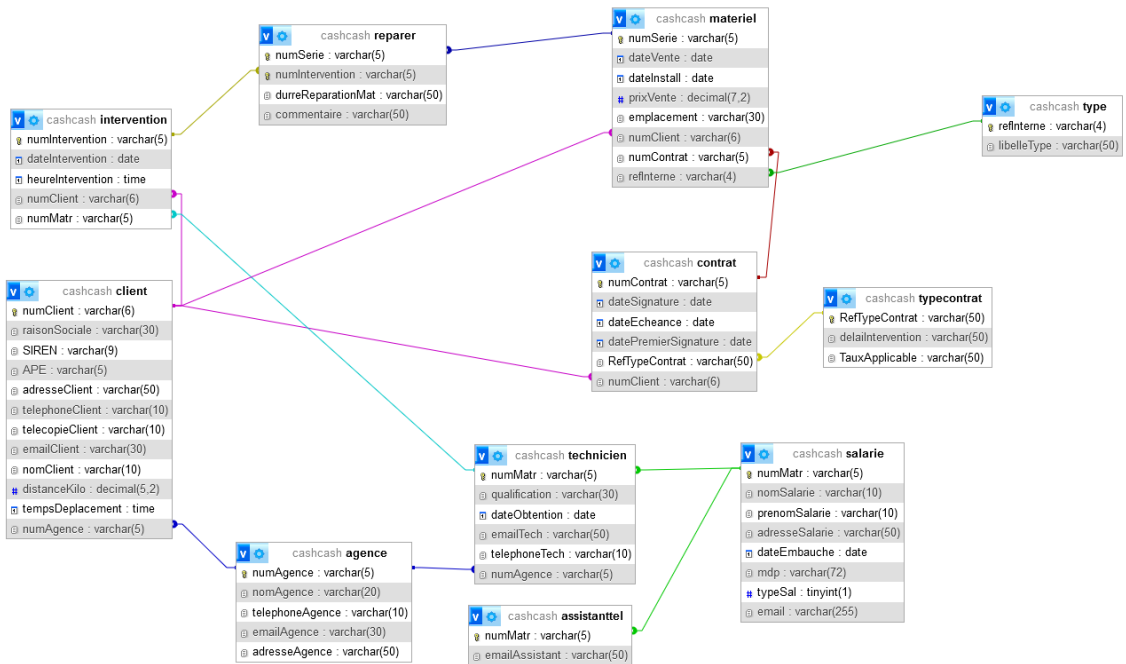 cashcash reparer
numSerie : varchar(5)
numIntervention : varchar(5)
durreReparationMat : varchar(50)
commentaire : varchar(50)
cashcash materiel
numSerie : varchar(5)
dateVente : date
dateInstall : date
prixVente : decimal(7,2)
emplacement : varchar(30)
numClient : varchar(6)
numContrat : varchar(5)
refInterne : varchar(4)
cashcash type
refInterne : varchar(4)
libelleType : varchar(50)
cashcash intervention
numIntervention : varchar(5)
dateIntervention : date
heureIntervention : time
numClient : varchar(6)
numMatr : varchar(5)
cashcash contrat
numContrat : varchar(5)
dateSignature : date
dateEcheance : date
datePremierSignature : date
RefTypeContrat : varchar(50)
numClient : varchar(6)
cashcash typecontrat
RefTypeContrat : varchar(50)
delaiIntervention : varchar(50)
TauxApplicable : varchar(50)
cashcash client
numClient : varchar(6)
raisonSociale : varchar(30)
SIREN : varchar(9)
APE : varchar(5)
adresseClient : varchar(50)
telephoneClient : varchar(10)
telecopieClient : varchar(10)
emailClient : varchar(30)
nomClient : varchar(10)
distanceKilo : decimal(5,2)
tempsDeplacement : time
numAgence : varchar(5)
cashcash technicien
numMatr : varchar(5)
qualification : varchar(30)
dateObtention : date
emailTech : varchar(50)
telephoneTech : varchar(10)
numAgence : varchar(5)
cashcash salarie
numMatr : varchar(5)
nomSalarie : varchar(10)
prenomSalarie : varchar(10)
adresseSalarie : varchar(50)
dateEmbauche : date
mdp : varchar(72)
typeSal : tinyint(1)
email : varchar(255)
cashcash agence
numAgence : varchar(5)
nomAgence : varchar(20)
telephoneAgence : varchar(10)
emailAgence : varchar(30)
adresseAgence : varchar(50)
cashcash assistanttel
numMatr : varchar(5)
emailAssistant : varchar(50)